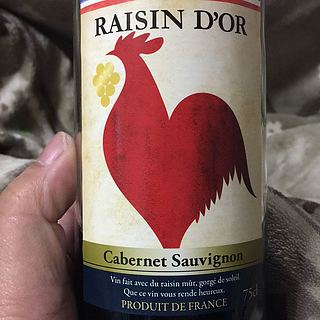 RAISIN D'OR
Cabernet Sauvignon
Vin fait avec du raisin mûr, gorgé de soleil.
Que ce vin vous rende heureux.
PRODUIT DE FRANCE
75cl